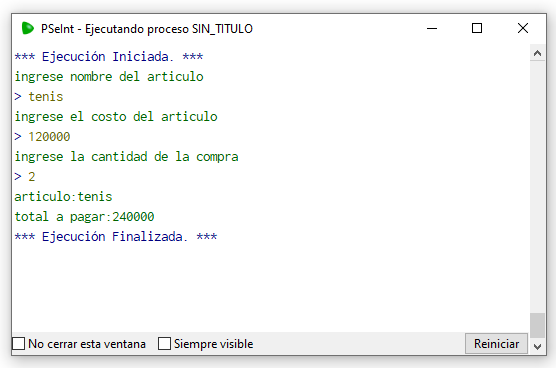 PSeInt - Ejecutando proceso SIN_TITULO
*** Ejecución Iniciada. ***
ingrese nombre del articulo
> tenis
ingrese el costo del articulo
> 120000
ingrese la cantidad de la compra
> 2
articulo:tenis
total a pagar:240000
*** Ejecución Finalizada. ***
No cerrar esta ventana Siempre visible Reiniciar